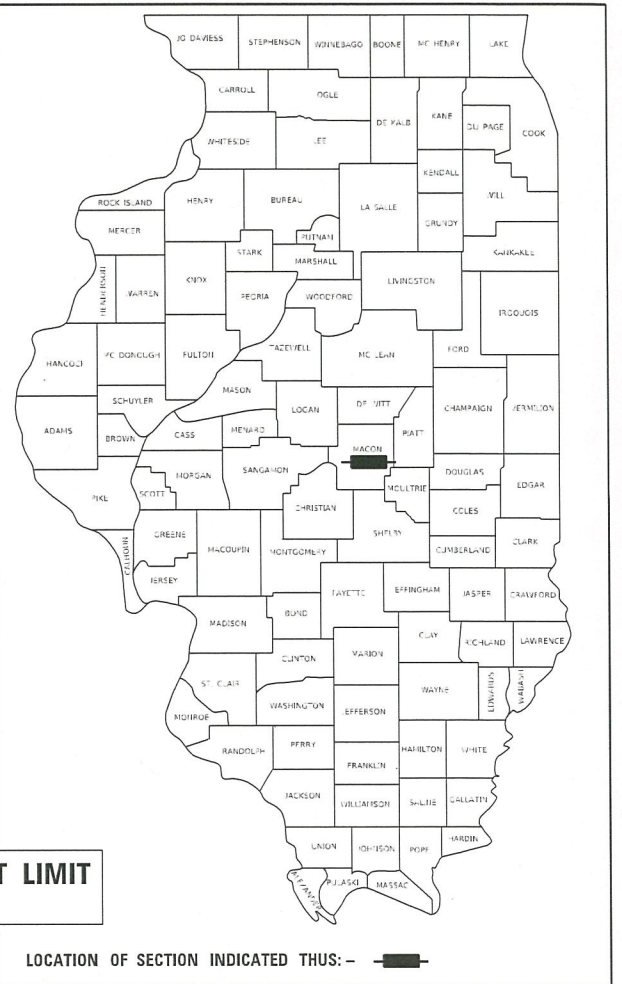 JO DAVIESS STEPHENSON WINNEBAGO BOONE MC HENRY LAKE
CARROLL OGLE DE KALB KANE DU PAGE COOK
WHITESIDE LEE
KENDALL
ROCK ISLAND HENRY BUREAU LA SALLE GRUNDY WILL
MERCER PUTNAM
STARK MARSHALL KANKAKEE
HENDERSON WARREN KNOX PEORIA WOODFORD LIVINGSTON IROQUOIS
HANCOCK MC DONOUGH FULTON TAZEWELL MC LEAN FORD
SCHUYLER MASON LOGAN DE WITT CHAMPAIGN VERMILION
ADAMS BROWN CASS MENARD PIATT
MACON
PIKE SCOTT MORGAN SANGAMON DOUGLAS EDGAR
MOULTRIE
CHRISTIAN COLES
CALHOUN GREENE MACOUPIN MONTGOMERY SHELBY CUMBERLAND CLARK
JERSEY FAYETTE EFFINGHAM JASPER CRAWFORD
MADISON BOND
CLAY RICHLAND LAWRENCE
CLINTON MARION
ST. CLAIR WAYNE EDWARDS WABASH
MONROE WASHINGTON JEFFERSON
RANDOLPH PERRY HAMILTON WHITE
FRANKLIN
JACKSON WILLIAMSON SALINE GALLATIN
UNION JOHNSON POPE HARDIN
ALEXANDER PULASKI MASSAC
T LIMIT
LOCATION OF SECTION INDICATED THUS: –